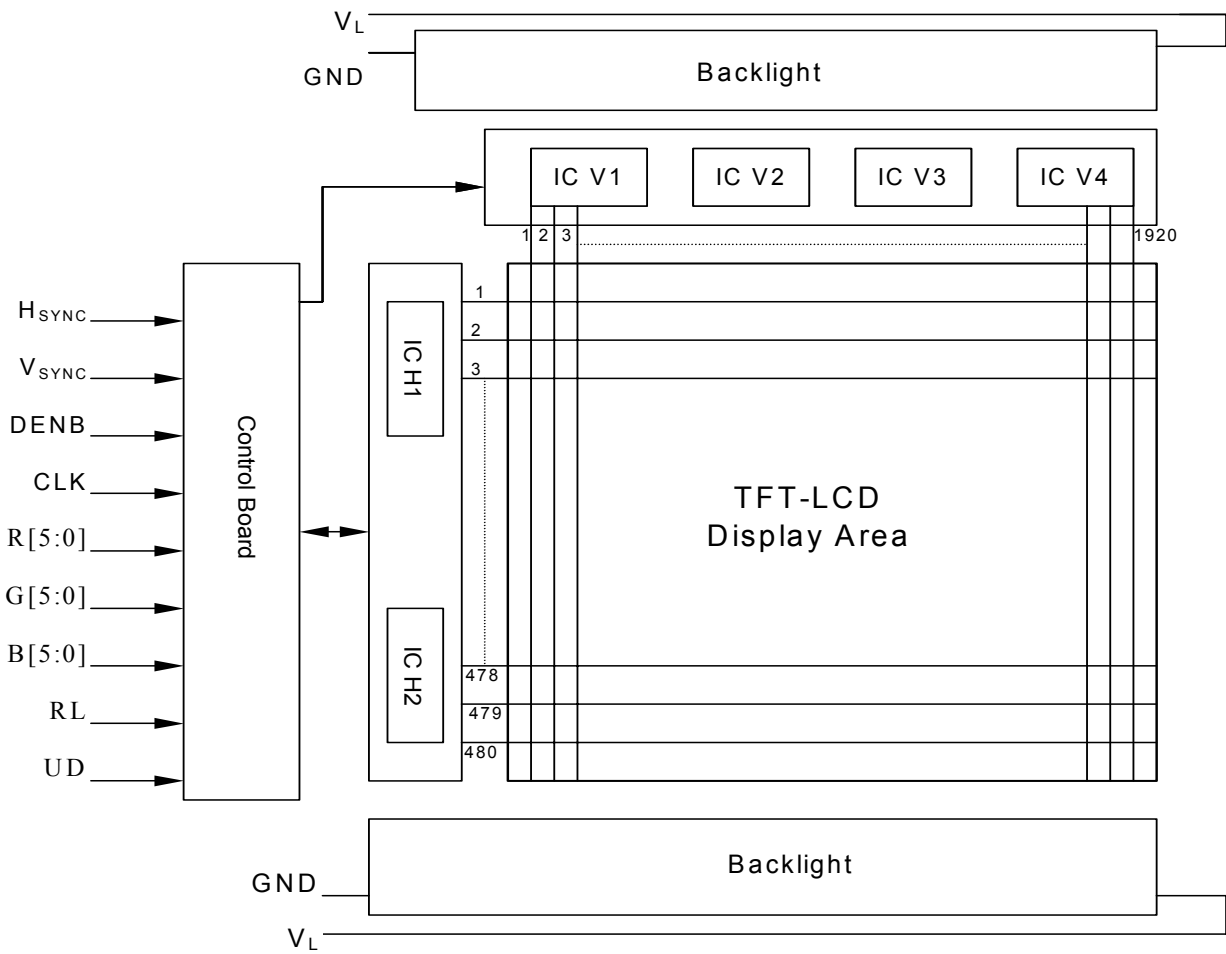 VL
GND
Backlight
IC V1
IC V2
IC V3
IC V4
1 2 3
1920
HSYNC
VSYNC
DENB
CLK
R[5:0]
G[5:0]
B[5:0]
RL
UD
Control Board
IC H1
IC H2
1
2
3
478
479
480
TFT-LCD
Display Area
Backlight
GND
VL